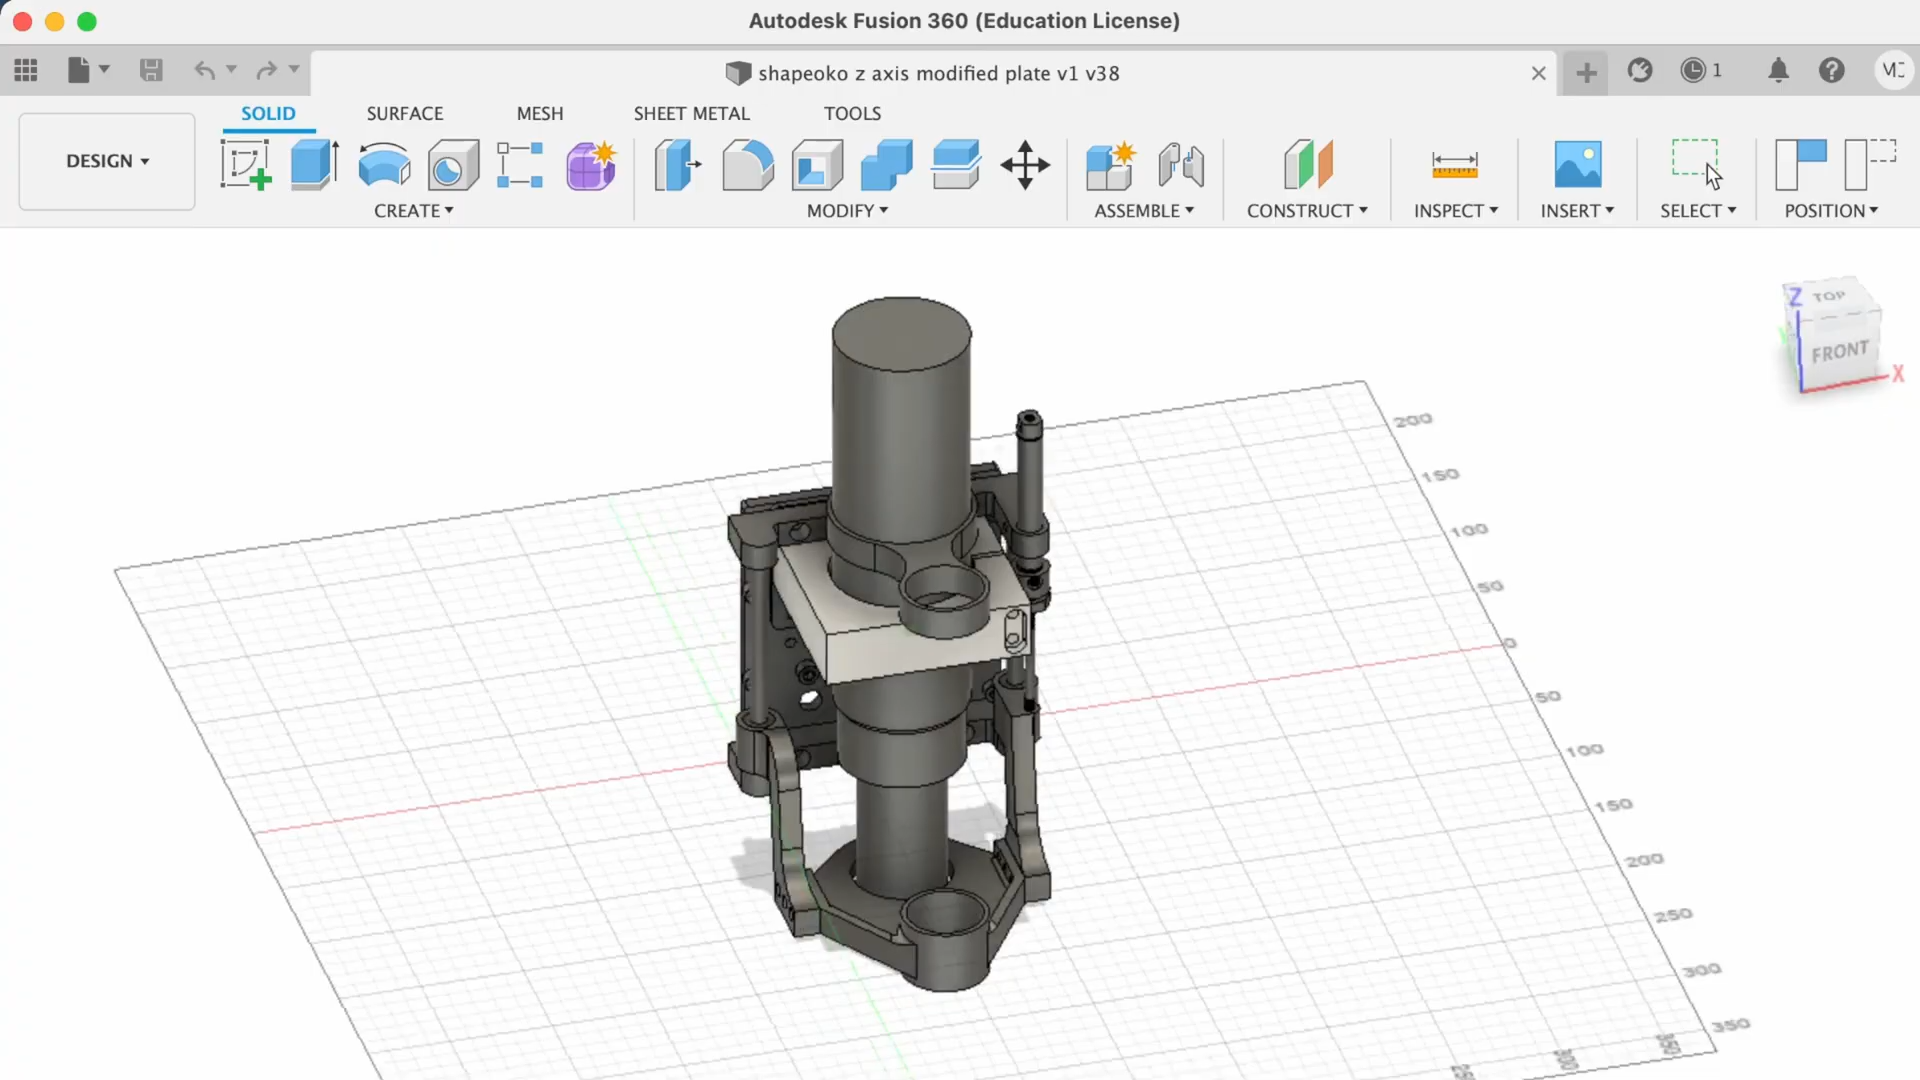 Autodesk Fusion 360 (Education License)
shapeoko z axis modified plate v1 v38
1
SOLID SURFACE MESH SHEET METAL TOOLS
DESIGN
CREATE MODIFY ASSEMBLE CONSTRUCT INSPECT INSERT SELECT POSITION
Z TOP
FRONT
X
200
150
100
50
0
50
100
150
200
250
300
350
300
350